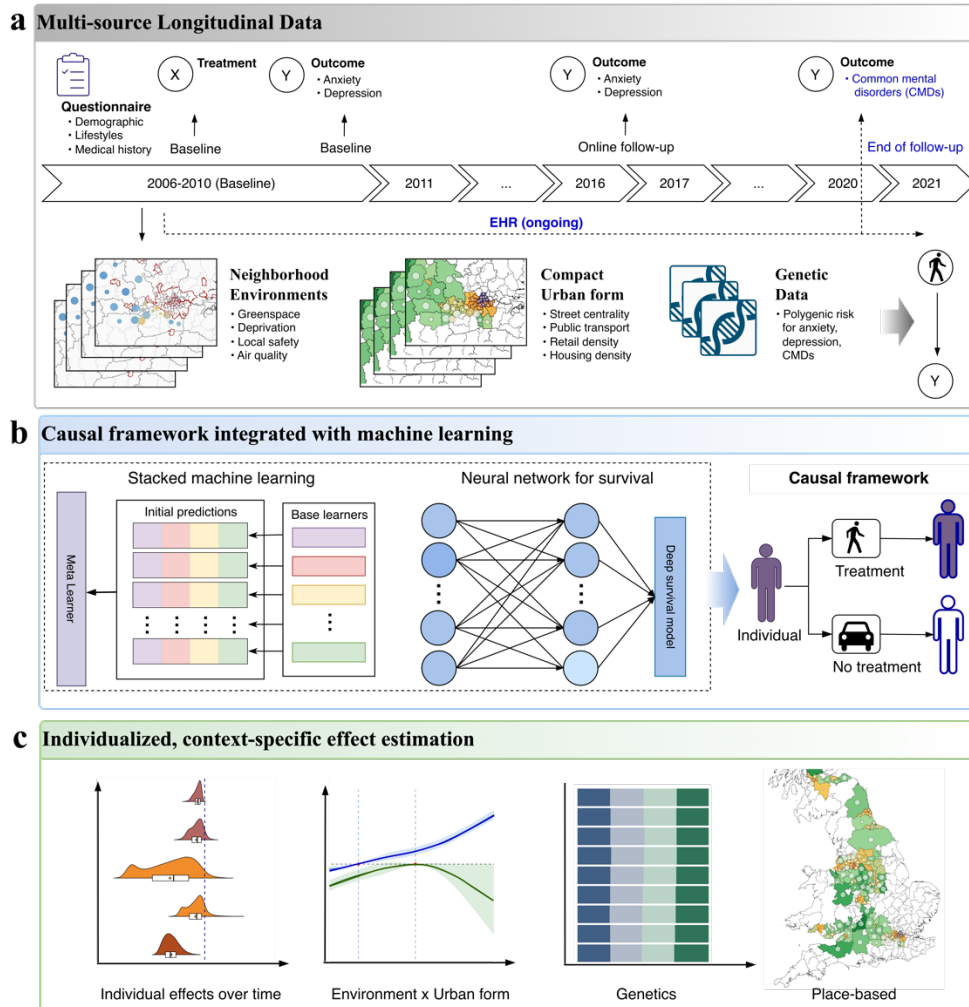 a
Multi-source Longitudinal Data
Questionnaire
• Demographic
• Lifestyles
• Medical history
X
Treatment
Baseline
Y
Outcome
• Anxiety
• Depression
Baseline
Y
Outcome
• Anxiety
• Depression
Online follow-up
Y
Outcome
• Common mental
disorders (CMDs)
End of follow-up
2006-2010 (Baseline)
2011
...
2016
2017
...
2020
2021
EHR (ongoing)
Neighborhood
Environments
• Greenspace
• Deprivation
• Local safety
• Air quality
Compact
Urban form
• Street centrality
• Public transport
• Retail density
• Housing density
Genetic
Data
• Polygenic risk
for anxiety,
depression,
CMDs
Y
b
Causal framework integrated with machine learning
Stacked machine learning
Meta Learner
Initial predictions
Base learners
Neural network for survival
Deep survival model
Causal framework
Individual
Treatment
No treatment
c
Individualized, context-specific effect estimation
Individual effects over time
Environment x Urban form
Genetics
Place-based